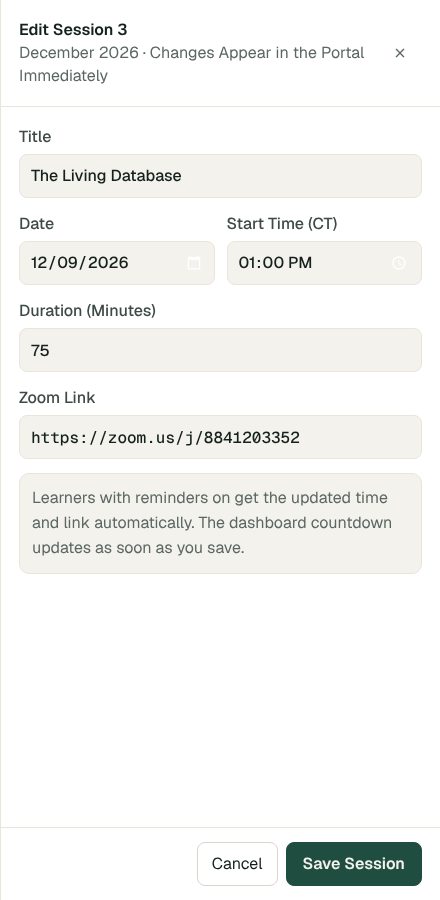 Edit Session 3
December 2026 · Changes Appear in the Portal
Immediately
×
Title
The Living Database
Date
Start Time (CT)
12/09/2026
01:00 PM
Duration (Minutes)
75
Zoom Link
https://zoom.us/j/8841203352
Learners with reminders on get the updated time
and link automatically. The dashboard countdown
updates as soon as you save.
Cancel
Save Session